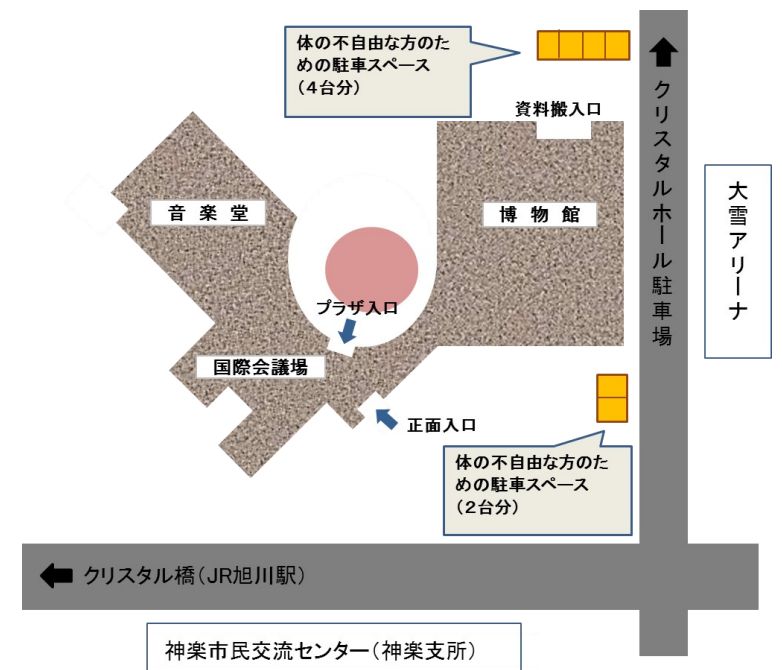 体の不自由な方のた
めの駐車スペース
(4台分)
資料搬入口
クリスタルホール駐車場
大雪アリーナ
音楽堂
博物館
プラザ入口
国際会議場
正面入口
体の不自由な方のた
めの駐車スペース
(2台分)
クリスタル橋(JR旭川駅)
神楽市民交流センター(神楽支所)